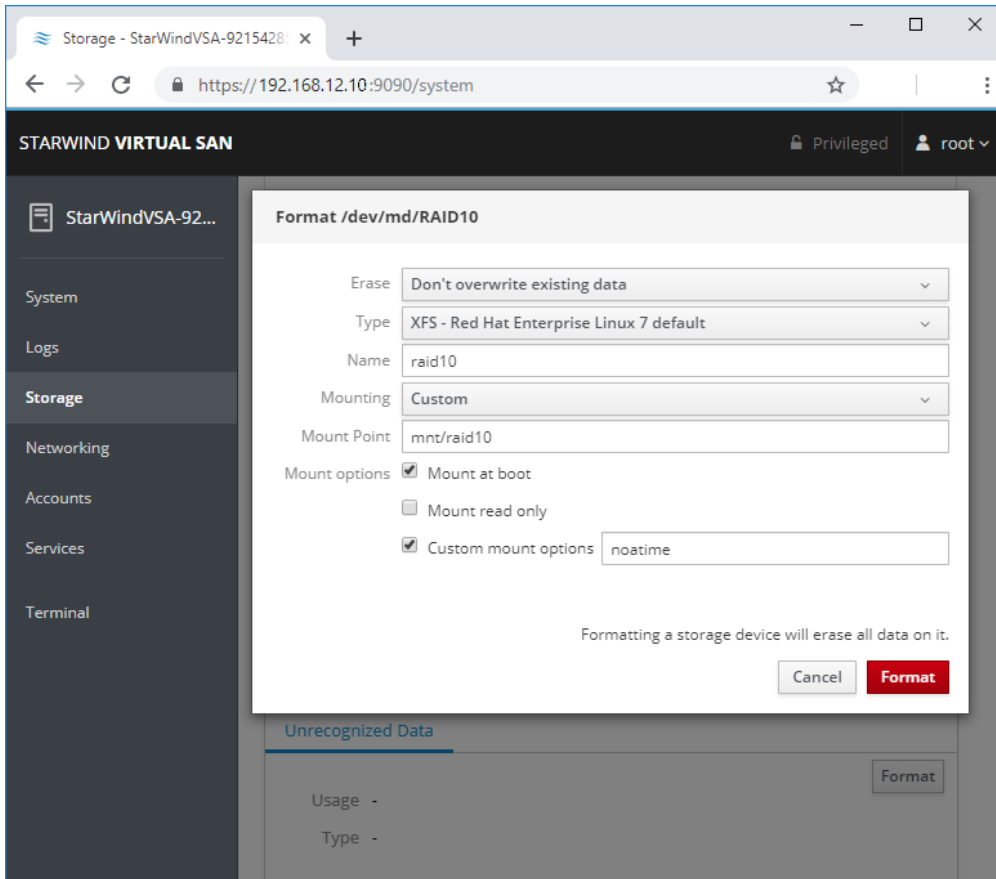 Storage - StarWindVSA-9215428
https://192.168.12.10:9090/system
STARWIND VIRTUAL SAN
Privileged
root
StarWindVSA-92...
System
Logs
Storage
Networking
Accounts
Services
Terminal
Format /dev/md/RAID10
Erase Don't overwrite existing data
Type XFS - Red Hat Enterprise Linux 7 default
Name raid10
Mounting Custom
Mount Point mnt/raid10
Mount options Mount at boot
Mount read only
Custom mount options noatime
Formatting a storage device will erase all data on it.
Cancel Format
Unrecognized Data
Format
Usage -
Type -